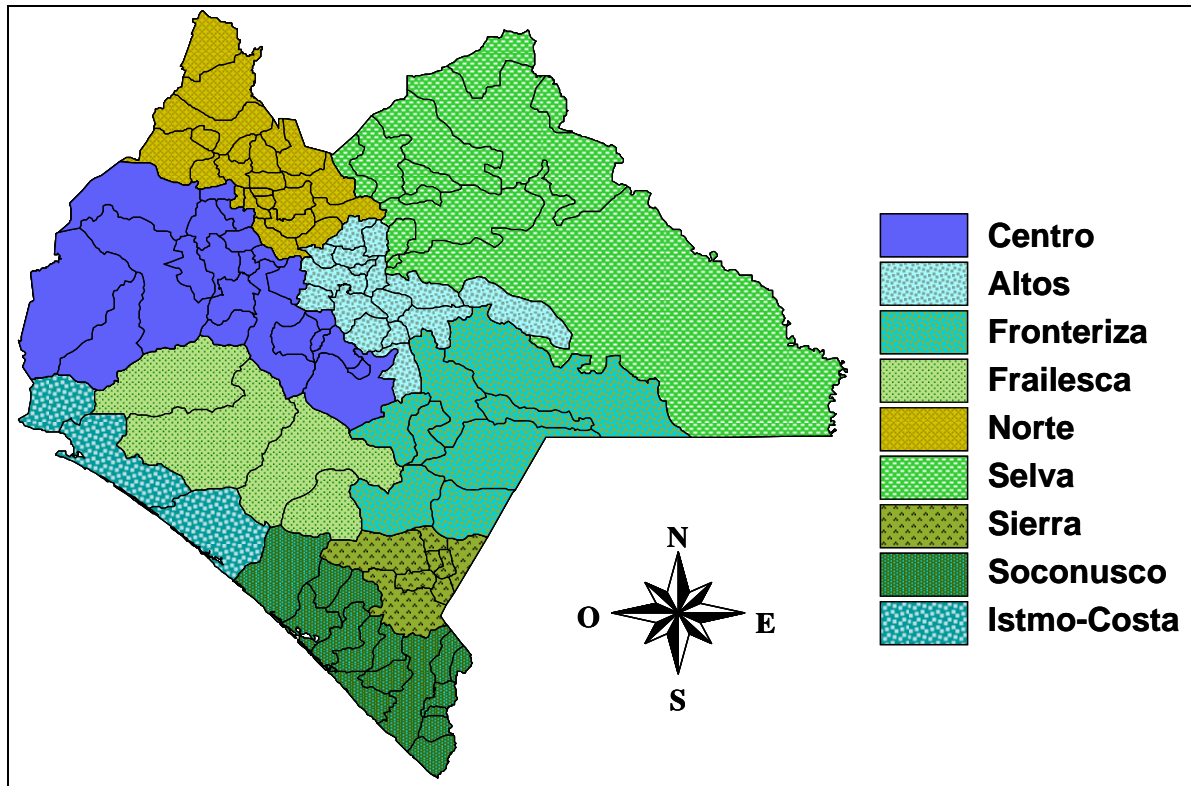 Centro
Altos
Fronteriza
Frailesca
Norte
Selva
Sierra
Soconusco
Istmo-Costa
N
O
E
S